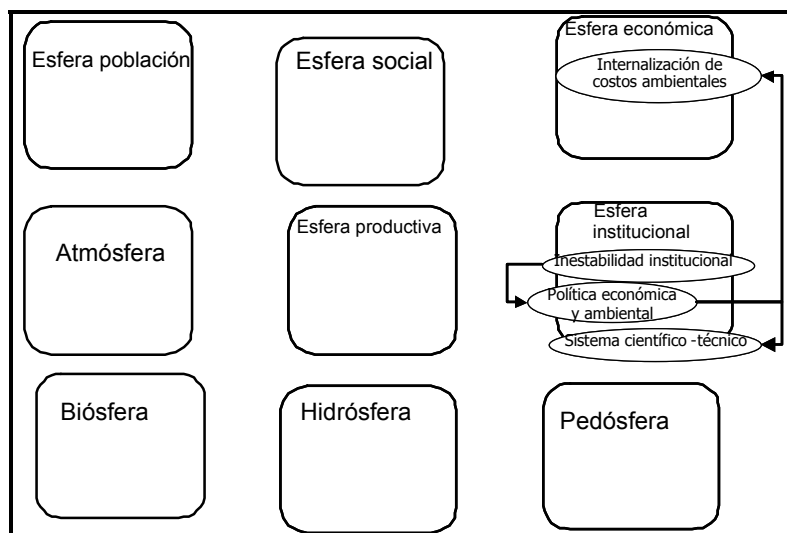 Esfera población
Esfera social
Esfera económica
Internalización de
costos ambientales
Atmósfera
Esfera productiva
Esfera
institucional
Inestabilidad institucional
Política económica
y ambiental
Sistema científico -técnico
Biósfera
Hidrósfera
Pedósfera